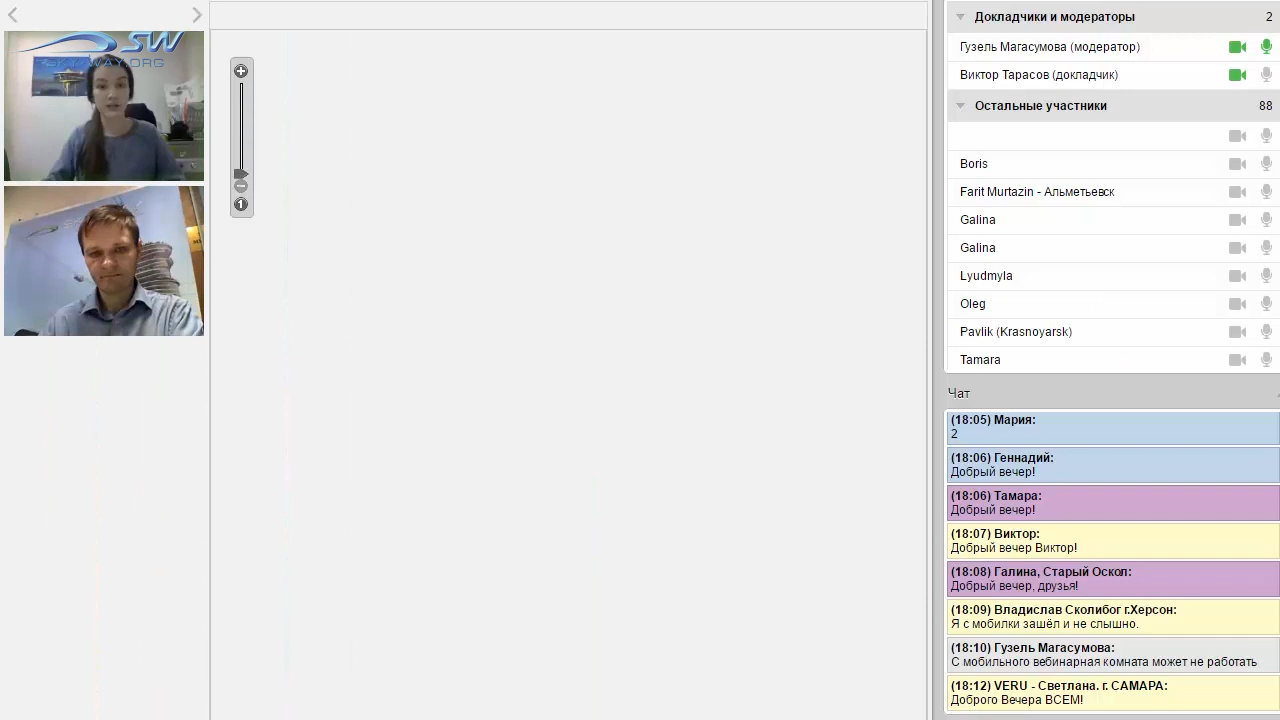 SW
SKY-WAY.ORG
1
Докладчики и модераторы 2
Гузель Магасумова (модератор)
Виктор Тарасов (докладчик)
Остальные участники 88
Boris
Farit Murtazin - Альметьевск
Galina
Galina
Lyudmyla
Oleg
Pavlik (Krasnoyarsk)
Tamara
Чат
(18:05) Мария:
2
(18:06) Геннадий:
Добрый вечер!
(18:06) Тамара:
Добрый вечер!
(18:07) Виктор:
Добрый вечер Виктор!
(18:08) Галина, Старый Оскол:
Добрый вечер, друзья!
(18:09) Владислав Сколибог г.Херсон:
Я с мобилки зашёл и не слышно.
(18:10) Гузель Магасумова:
С мобильного вебинарная комната может не работать
(18:12) VERU - Светлана. г. САМАРА:
Доброго Вечера ВСЕМ!